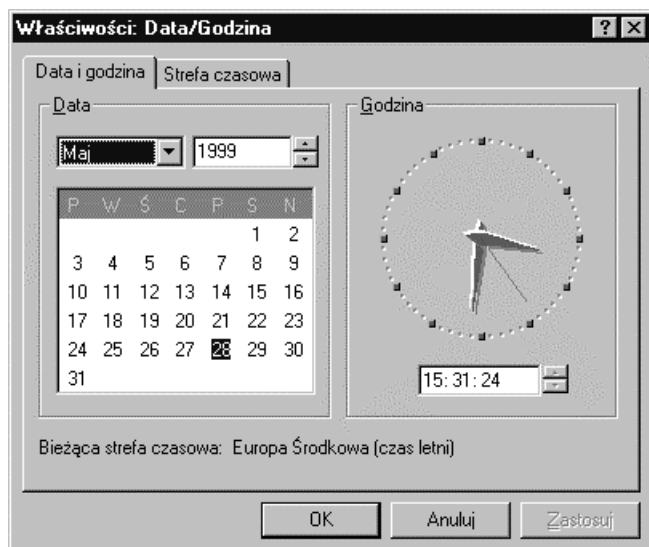 Właściwości: Data/Godzina
Data i godzina
Strefa czasowa
Data
Maj
1999
P W Ś C P S N
1 2
3 4 5 6 7 8 9
10 11 12 13 14 15 16
17 18 19 20 21 22 23
24 25 26 27 28 29 30
31
Godzina
15:31:24
Bieżąca strefa czasowa: Europa Środkowa (czas letni)
OK
Anuluj
Zastosuj